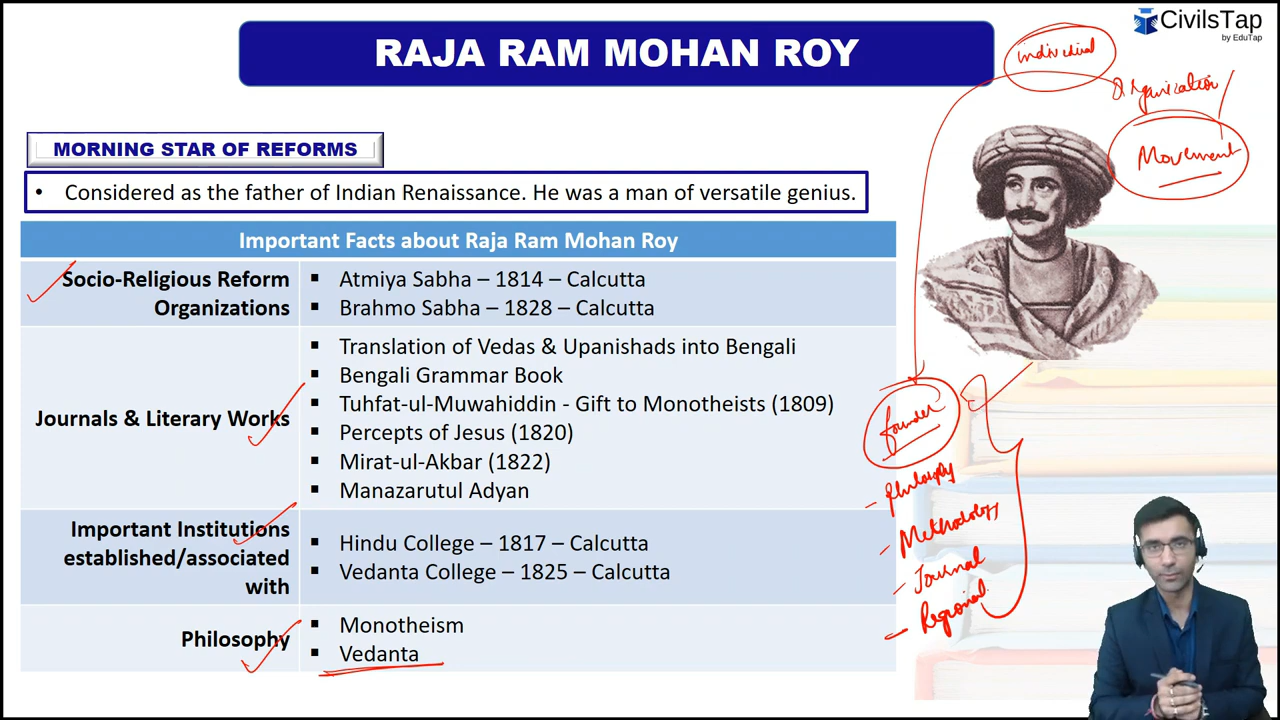 CivilsTap
by EduTap
RAJA RAM MOHAN ROY
individual
Organization
Movement
MORNING STAR OF REFORMS
• Considered as the father of Indian Renaissance. He was a man of versatile genius.
Important Facts about Raja Ram Mohan Roy
Socio-Religious Reform
Organizations
▪ Atmiya Sabha – 1814 – Calcutta
▪ Brahmo Sabha – 1828 – Calcutta
Journals & Literary Works
▪ Translation of Vedas & Upanishads into Bengali
▪ Bengali Grammar Book
▪ Tuhfat-ul-Muwahiddin - Gift to Monotheists (1809)
▪ Percepts of Jesus (1820)
▪ Mirat-ul-Akbar (1822)
▪ Manazarutul Adyan
Important Institutions
established/associated
with
▪ Hindu College – 1817 – Calcutta
▪ Vedanta College – 1825 – Calcutta
Philosophy
▪ Monotheism
▪ Vedanta
founder
- Philosophy
- Methodology
- Journal
- Regional